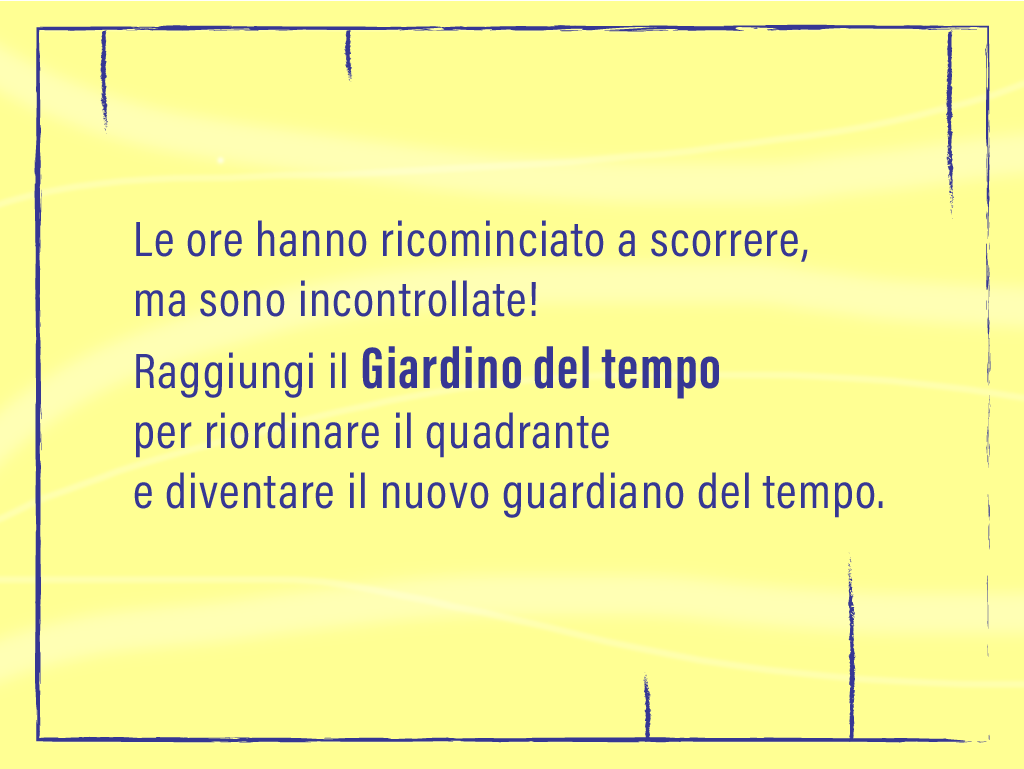 Le ore hanno ricominciato a scorrere,
ma sono incontrollate!
Raggiungi il Giardino del tempo
per riordinare il quadrante
e diventare il nuovo guardiano del tempo.